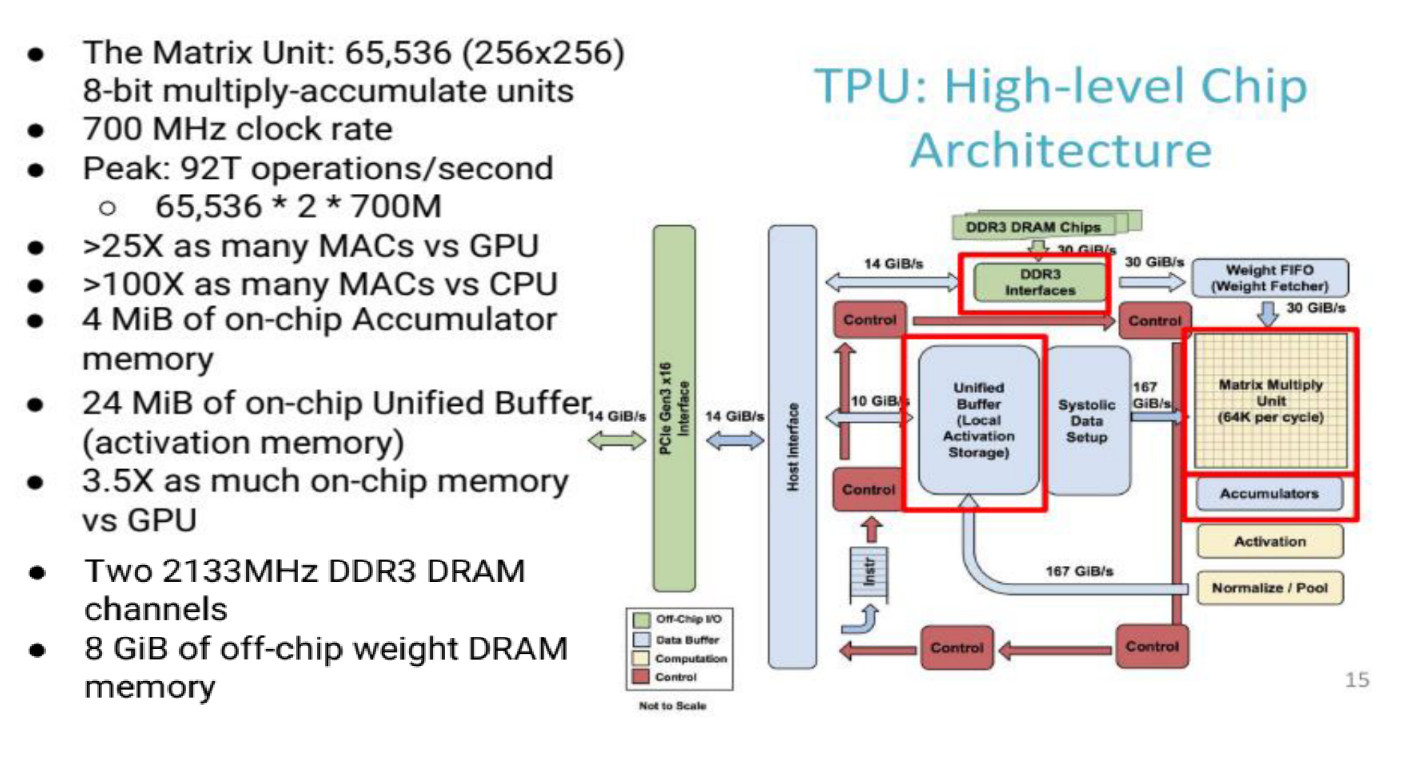 ● The Matrix Unit: 65,536 (256x256)
8-bit multiply-accumulate units
● 700 MHz clock rate
● Peak: 92T operations/second
○ 65,536 * 2 * 700M
● >25X as many MACs vs GPU
● >100X as many MACs vs CPU
● 4 MiB of on-chip Accumulator
memory
● 24 MiB of on-chip Unified Buffer
(activation memory)
● 3.5X as much on-chip memory
vs GPU
● Two 2133MHz DDR3 DRAM
channels
● 8 GiB of off-chip weight DRAM
memory
TPU: High-level Chip
Architecture
DDR3 DRAM Chips
30 GiB/s
14 GiB/s
DDR3
Interfaces
30 GiB/s
Weight FIFO
(Weight Fetcher)
30 GiB/s
Control
Control
14 GiB/s
PCIe Gen3 x16
Interface
14 GiB/s
Host Interface
10 GiB/s
Unified
Buffer
(Local
Activation
Storage)
Systolic
Data
Setup
167
GiB/s
Matrix Multiply
Unit
(64K per cycle)
Accumulators
Activation
Normalize / Pool
167 GiB/s
Control
Instr
Control
Control
Off-Chip I/O
Data Buffer
Computation
Control
Not to Scale
15